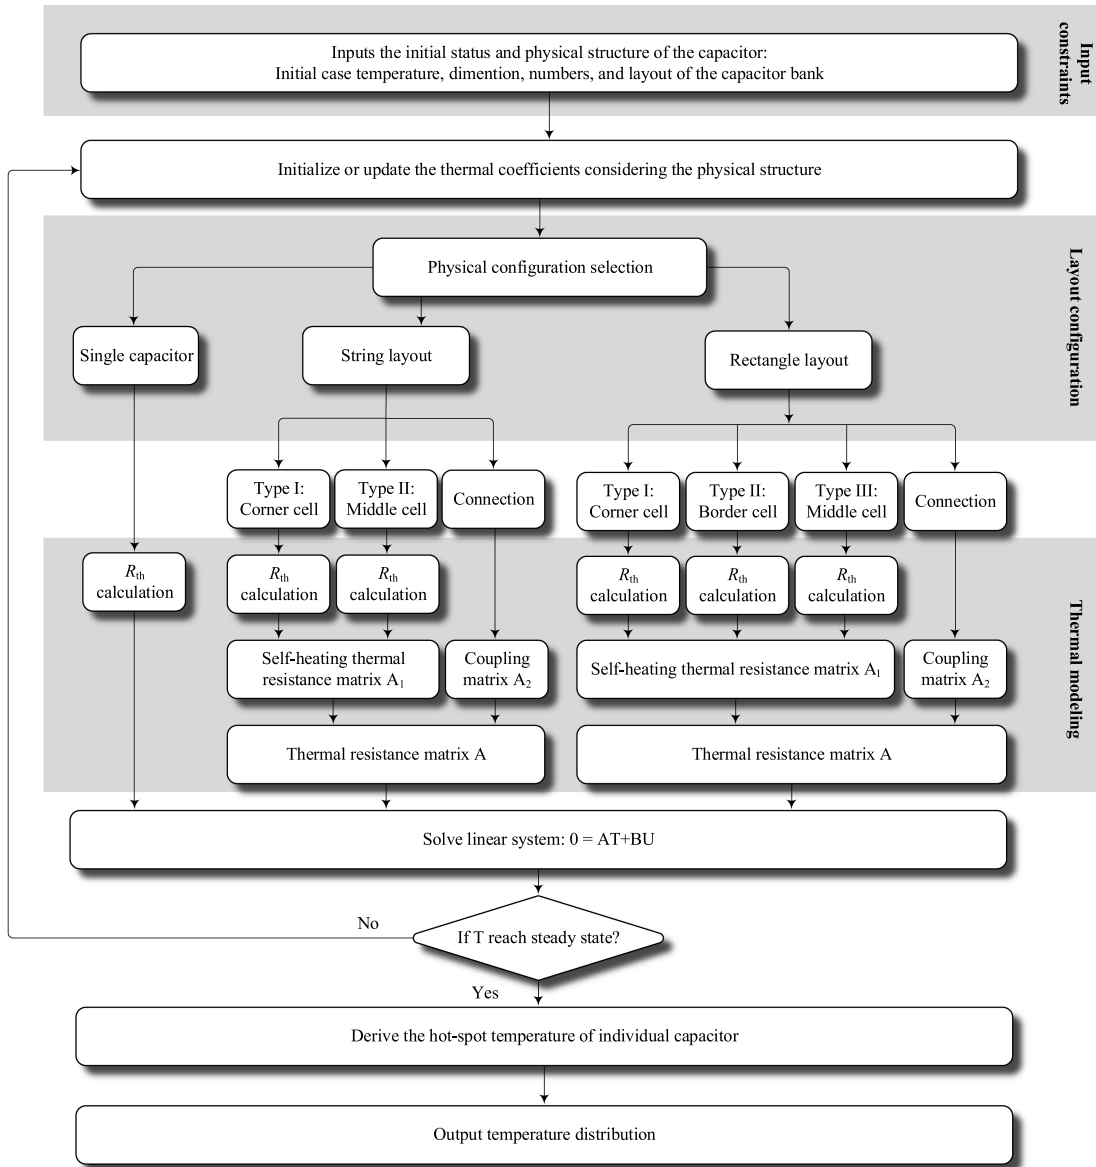 Inputs the initial status and physical structure of the capacitor:
Initial case temperature, dimention, numbers, and layout of the capacitor bank
Input
constraints
Initialize or update the thermal coefficients considering the physical structure
Physical configuration selection
Layout configuration
Single capacitor
String layout
Rectangle layout
Type I:
Corner cell
Type II:
Middle cell
Connection
Type I:
Corner cell
Type II:
Border cell
Type III:
Middle cell
Connection
Thermal modeling
Rth
calculation
Rth
calculation
Rth
calculation
Rth
calculation
Rth
calculation
Rth
calculation
Self-heating thermal
resistance matrix A1
Coupling
matrix A2
Self-heating thermal resistance matrix A1
Coupling
matrix A2
Thermal resistance matrix A
Thermal resistance matrix A
Solve linear system: 0 = AT+BU
If T reach steady state?
No
Yes
Derive the hot-spot temperature of individual capacitor
Output temperature distribution